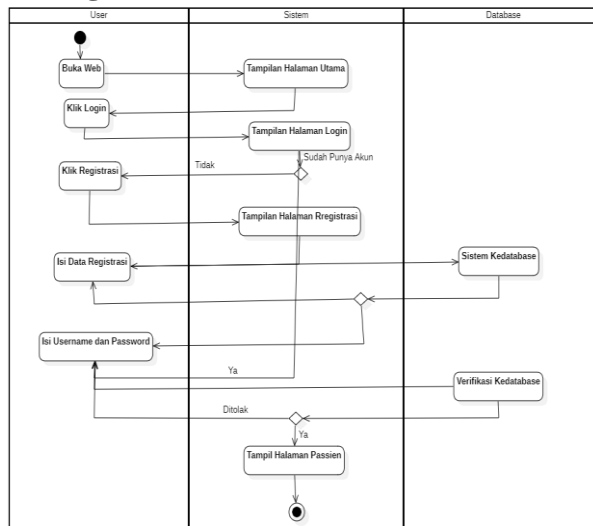 User
Sistem
Database
Buka Web
Tampilan Halaman Utama
Klik Login
Tampilan Halaman Login
Sudah Punya Akun
Tidak
Klik Registrasi
Tampilan Halaman Rregistrasi
Isi Data Registrasi
Sistem Kedatabase
Isi Username dan Password
Ya
Verifikasi Kedatabase
Ditolak
Ya
Tampil Halaman Passien